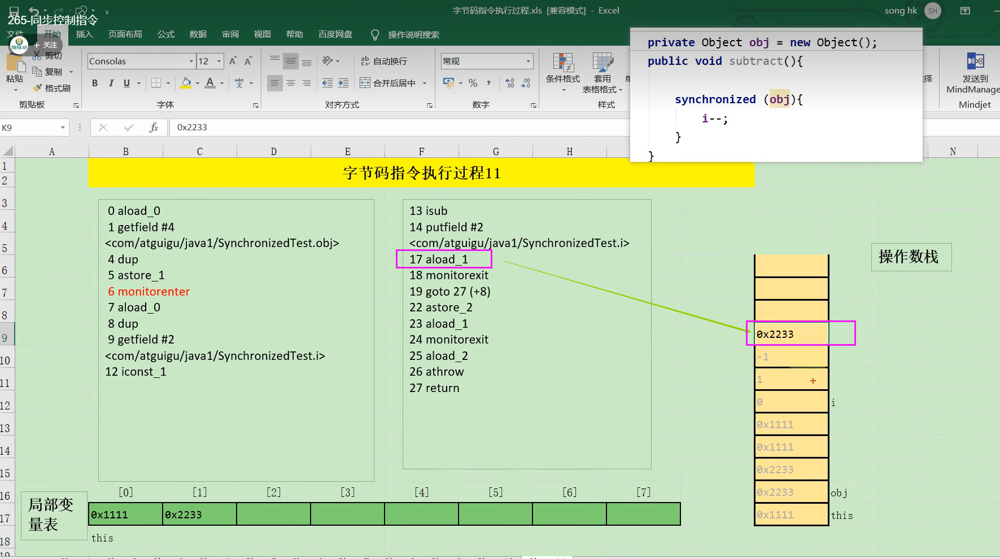 字节码指令执行过程.xls [兼容模式] - Excel
song hk
SH
265-同步控制指令
文件
开始
插入
页面布局
公式
数据
审阅
视图
帮助
百度网盘
操作说明搜索
+ 关注
粘贴
剪切
复制
格式刷
剪贴板
Consolas
12
B I U
A
wén
文
字体
ab
自动换行
合并后居中
对齐方式
常规
%
数字
条件格式
套用
表格格式
样式
发送到
MindManage
Mindjet
private Object obj = new Object();
public void subtract(){
synchronized (obj){
i--;
}
}
K9
fx
0x2233
A B C D E F G H N
1
2
3
4
5
6
7
8
9
10
11
12
13
14
15
16
17
18
19
字节码指令执行过程11
0 aload_0
1 getfield #4
<com/atguigu/java1/SynchronizedTest.obj>
4 dup
5 astore_1
6 monitorenter
7 aload_0
8 dup
9 getfield #2
<com/atguigu/java1/SynchronizedTest.i>
12 iconst_1
13 isub
14 putfield #2
<com/atguigu/java1/SynchronizedTest.i>
17 aload_1
18 monitorexit
19 goto 27 (+8)
22 astore_2
23 aload_1
24 monitorexit
25 aload_2
26 athrow
27 return
操作数栈
0x2233
-1
1
0 i
0x1111
0x1111
0x2233
0x2233 obj
0x1111 this
[0] [1] [2] [3] [4] [5] [6] [7]
局部变
量表
0x1111 0x2233
this